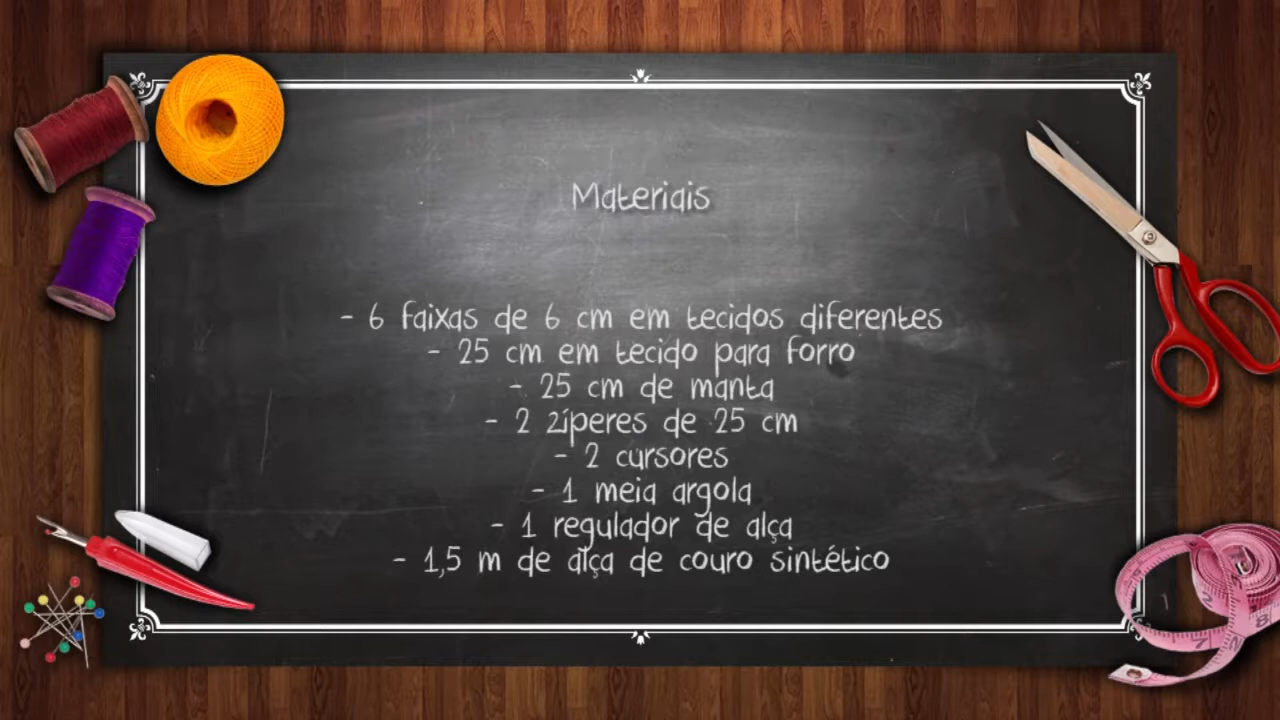 Materiais
- 6 faixas de 6 cm em tecidos diferentes
- 25 cm em tecido para forro
- 25 cm de manta
- 2 zíperes de 25 cm
- 2 cursores
- 1 meia argola
- 1 regulador de alça
- 1,5 m de alça de couro sintético